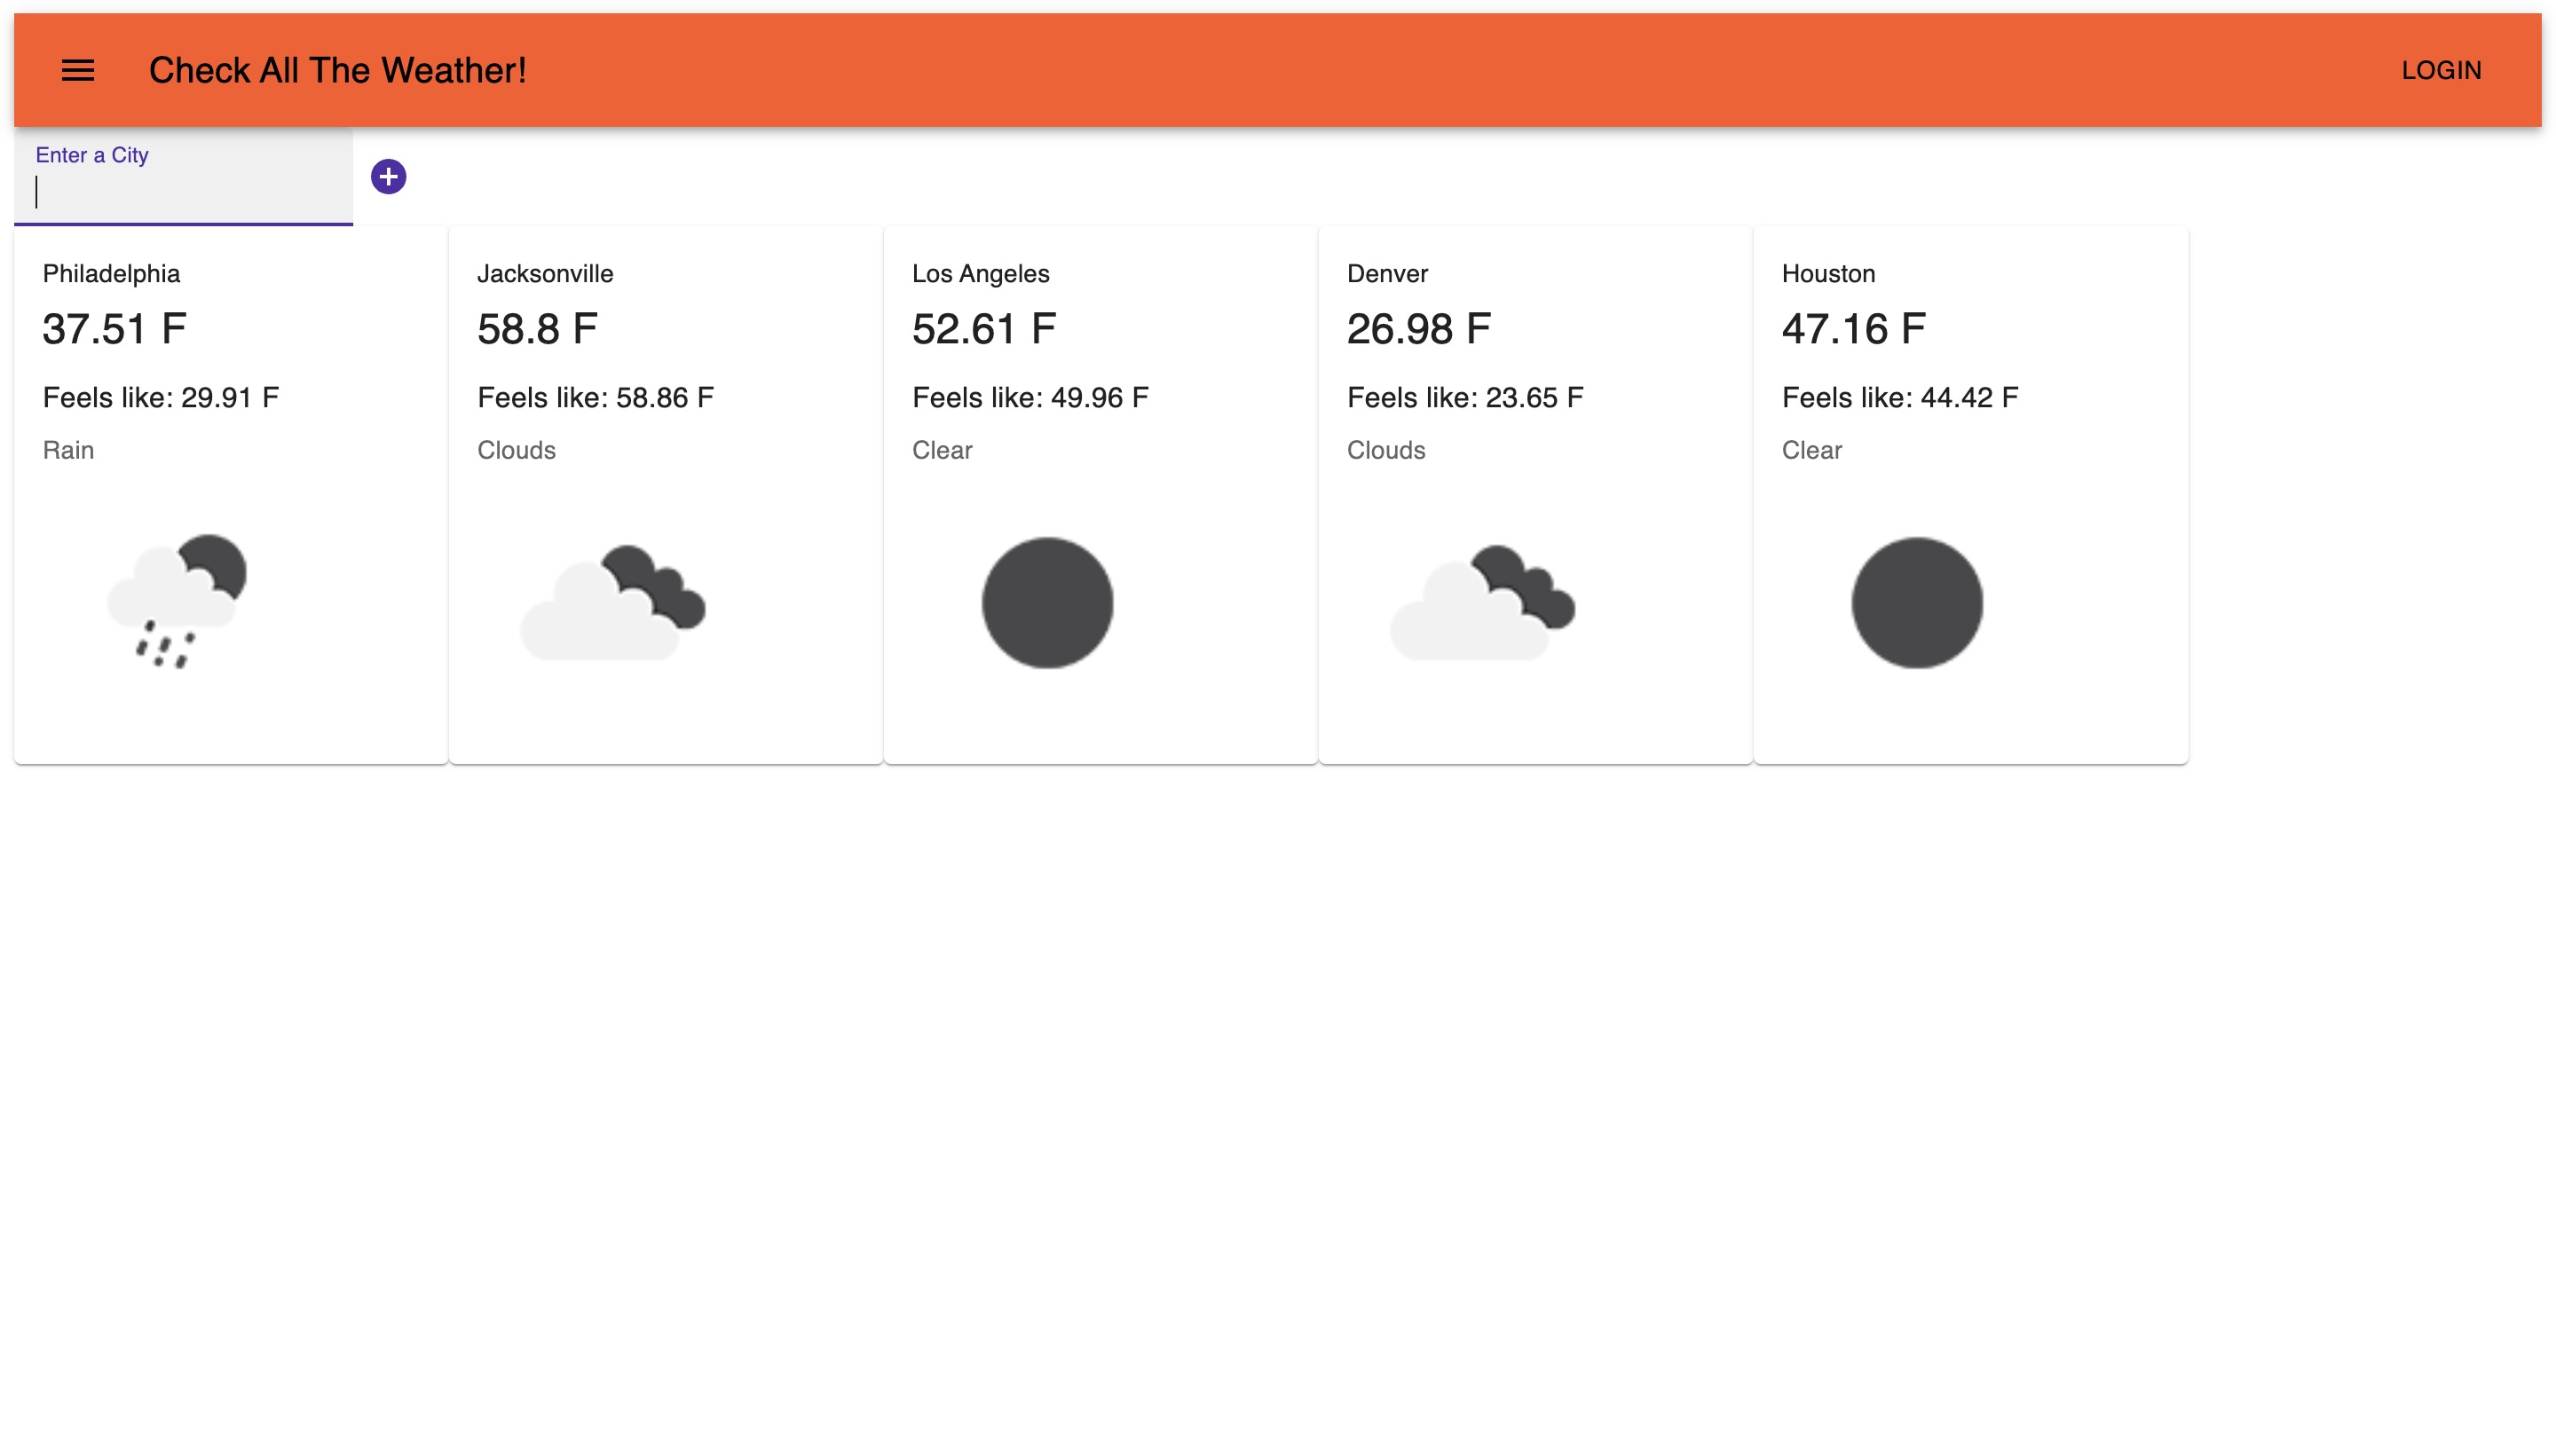 Check All The Weather!
LOGIN
Enter a City
Philadelphia
37.51 F
Feels like: 29.91 F
Rain
Jacksonville
58.8 F
Feels like: 58.86 F
Clouds
Los Angeles
52.61 F
Feels like: 49.96 F
Clear
Denver
26.98 F
Feels like: 23.65 F
Clouds
Houston
47.16 F
Feels like: 44.42 F
Clear